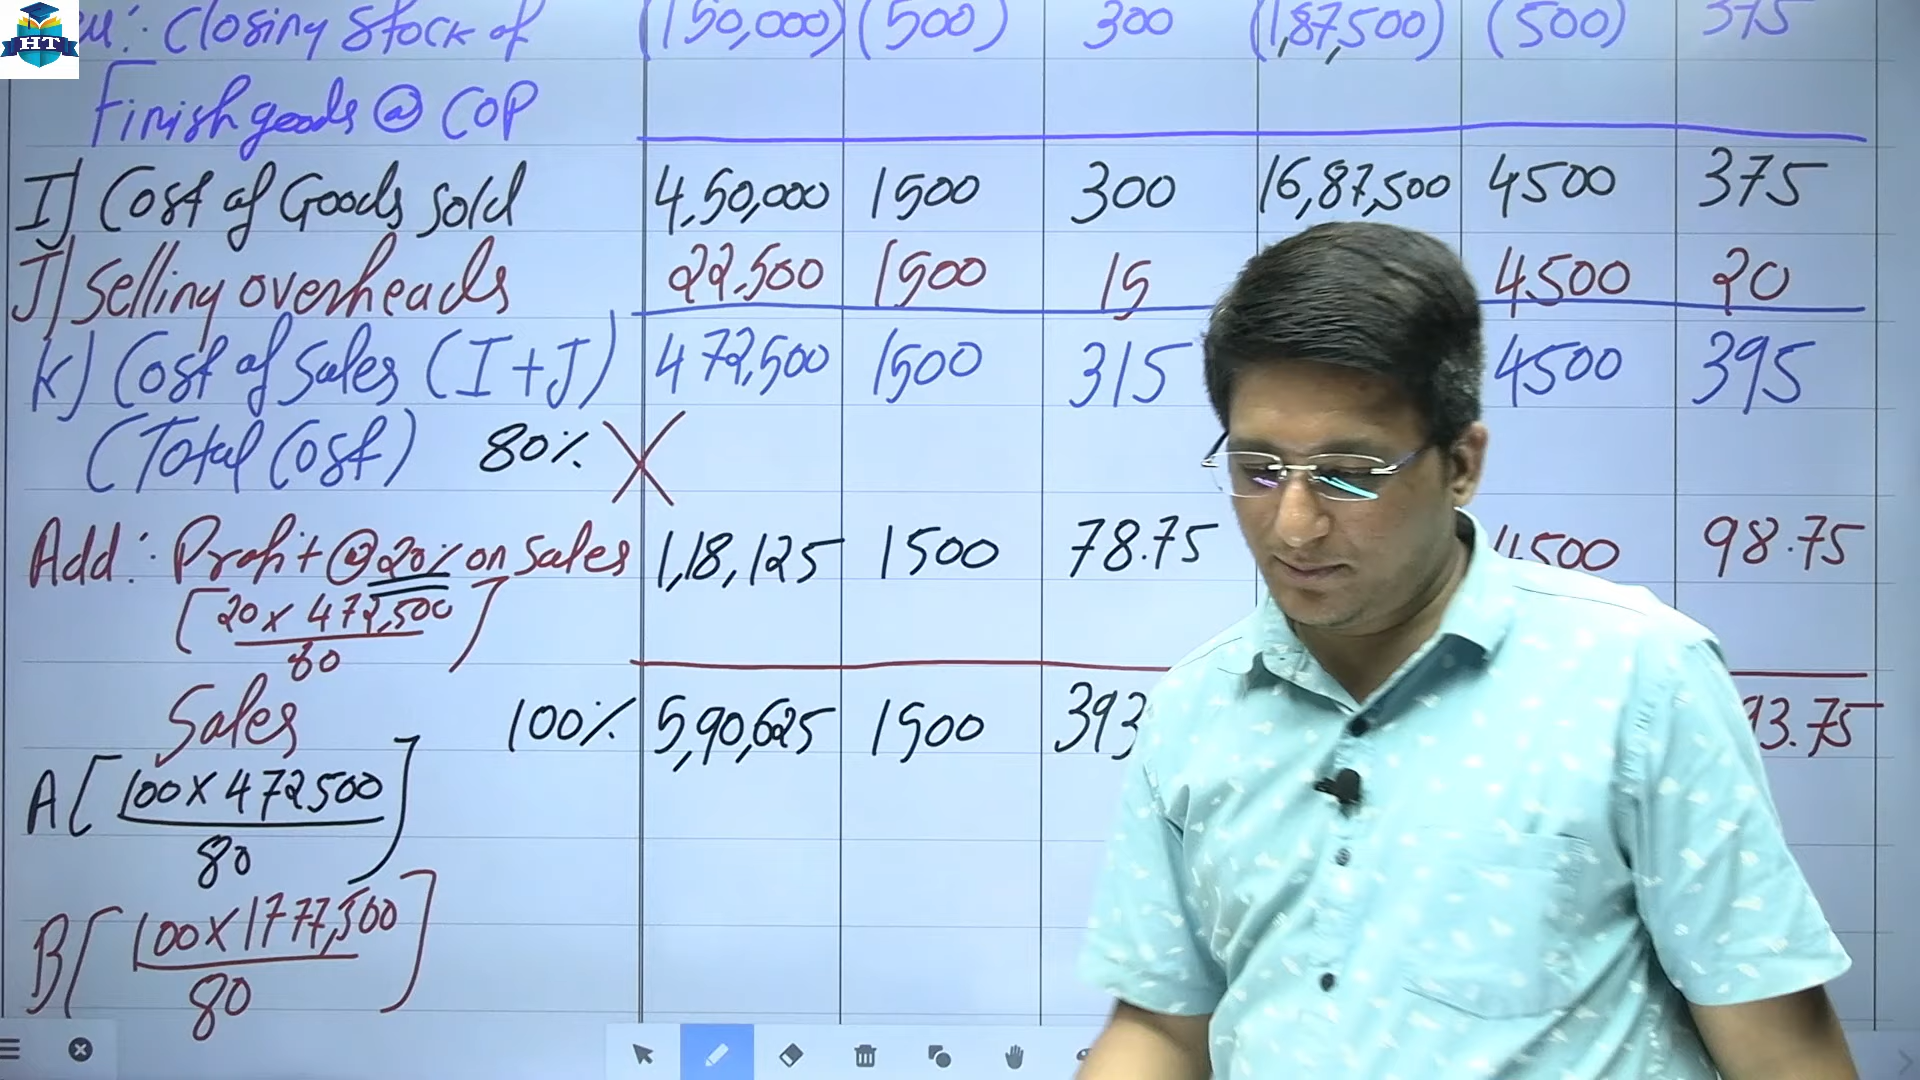 HT
: Closing Stock of (150,000) (500) 300 (1,87,500) (500) 375
Finish goods @ COP
I) Cost of Goods sold 4,50,000 1500 300 16,87,500 4500 375
J) Selling overheads 22,500 1500 15 4500 20
K) Cost of Sales (I+J) 472,500 1500 315 4500 395
(Total Cost) 80%
Add: Profit @ 20% on Sales 1,18,125 1500 78.75 4500 98.75
[20 x 472,500
80]
Sales 100% 5,90,625 1500 393 93.75
A [100 x 472500
80]
B [100 x 1777,500
80]